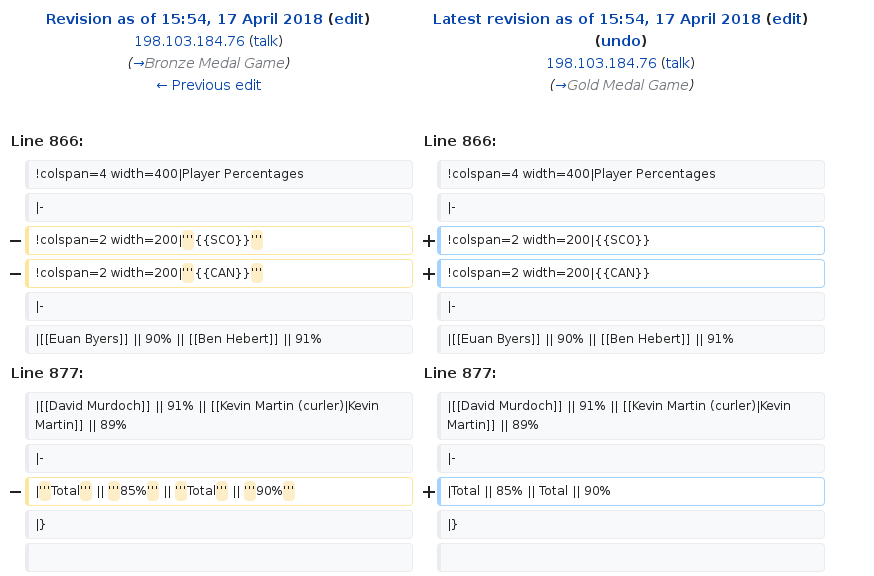 Revision as of 15:54, 17 April 2018 (edit)
198.103.184.76 (talk)
(→Bronze Medal Game)
← Previous edit
Latest revision as of 15:54, 17 April 2018 (edit)
(undo)
198.103.184.76 (talk)
(→Gold Medal Game)
Line 866:
Line 866:
!colspan=4 width=400|Player Percentages
!colspan=4 width=400|Player Percentages
|-
|-
− !colspan=2 width=200|'''{{SCO}}'''
+ !colspan=2 width=200|{{SCO}}
− !colspan=2 width=200|'''{{CAN}}'''
+ !colspan=2 width=200|{{CAN}}
|-
|-
|[[Euan Byers]] || 90% || [[Ben Hebert]] || 91%
|[[Euan Byers]] || 90% || [[Ben Hebert]] || 91%
Line 877:
Line 877:
|[[David Murdoch]] || 91% || [[Kevin Martin (curler)|Kevin
Martin]] || 89%
|[[David Murdoch]] || 91% || [[Kevin Martin (curler)|Kevin
Martin]] || 89%
|-
|-
− |'''Total''' || '''85%''' || '''Total''' || '''90%'''
+ |Total || 85% || Total || 90%
|}
|}